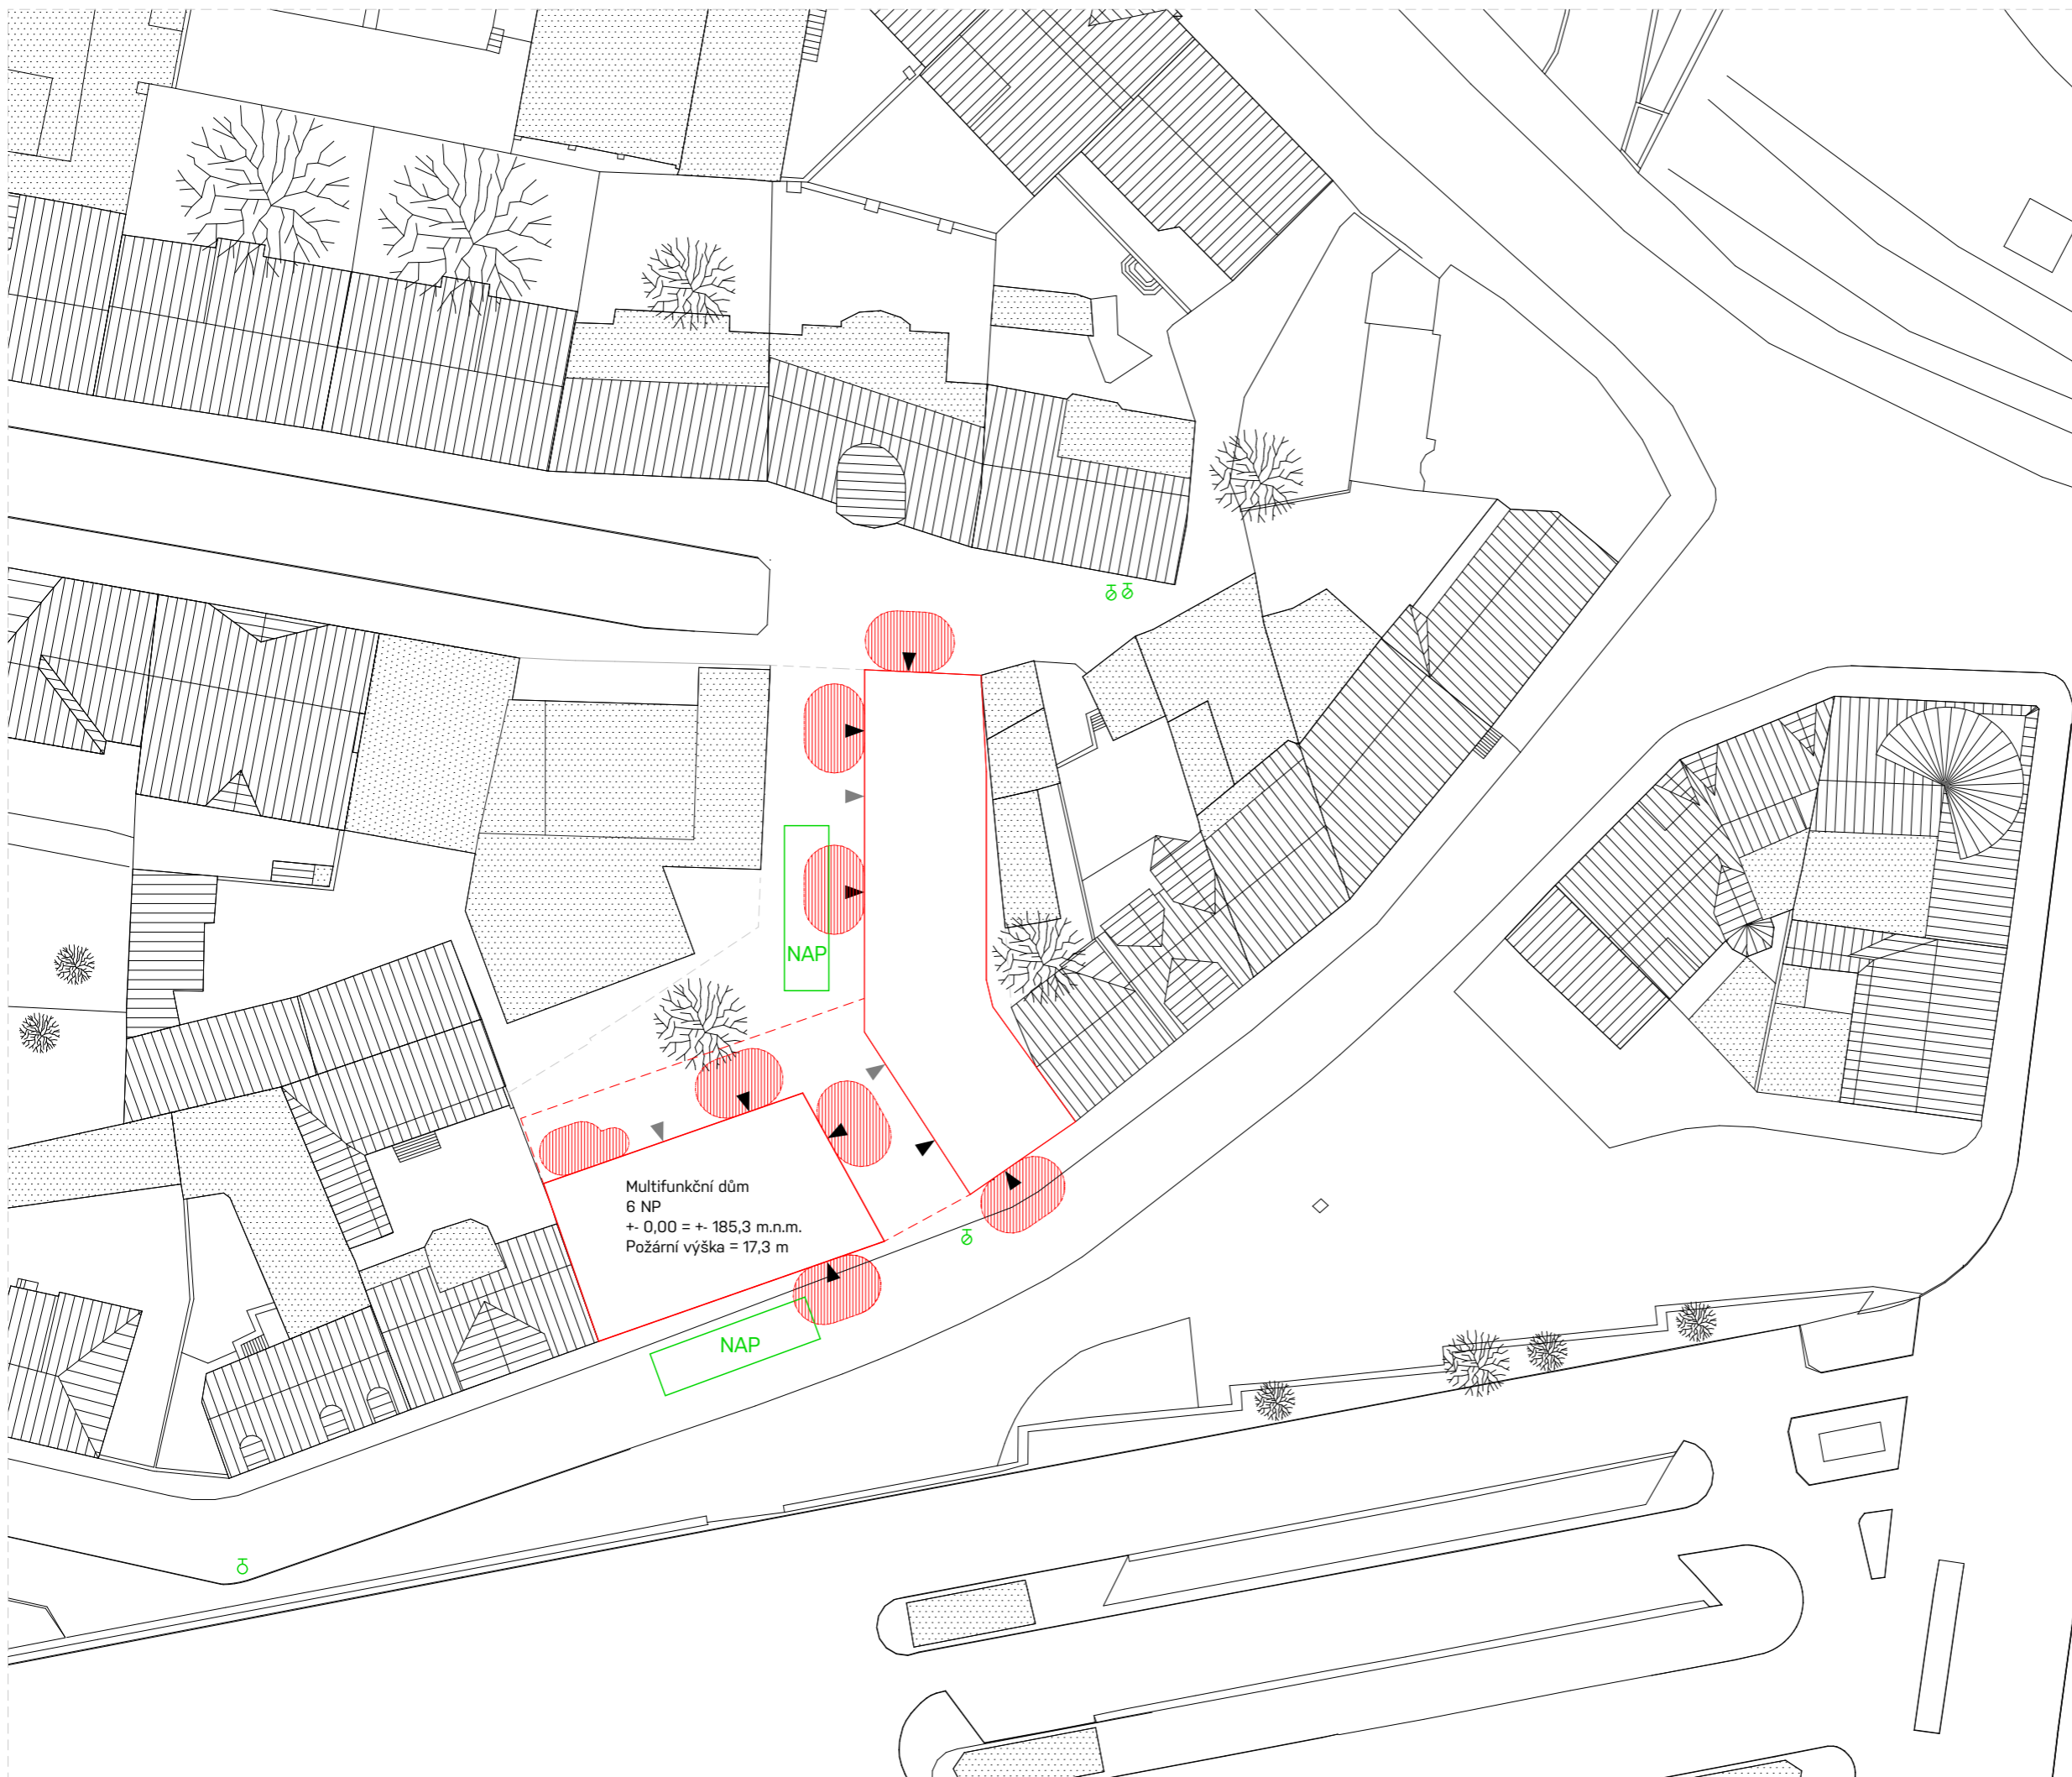 NAP
Multifunkční dům
6 NP
+- 0,00 = +- 185,3 m.n.m.
Požární výška = 17,3 m
NAP